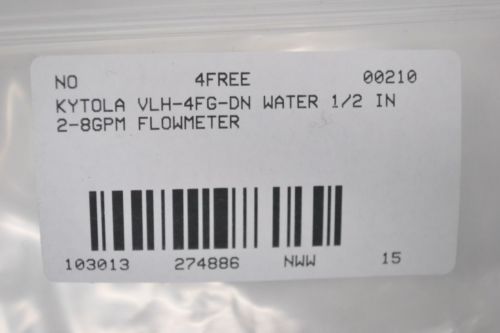 NO 4FREE 00210
KYTOLA VLH-4FG-DN WATER 1/2 IN
2-8GPM FLOWMETER
103013 274886 NWW 15